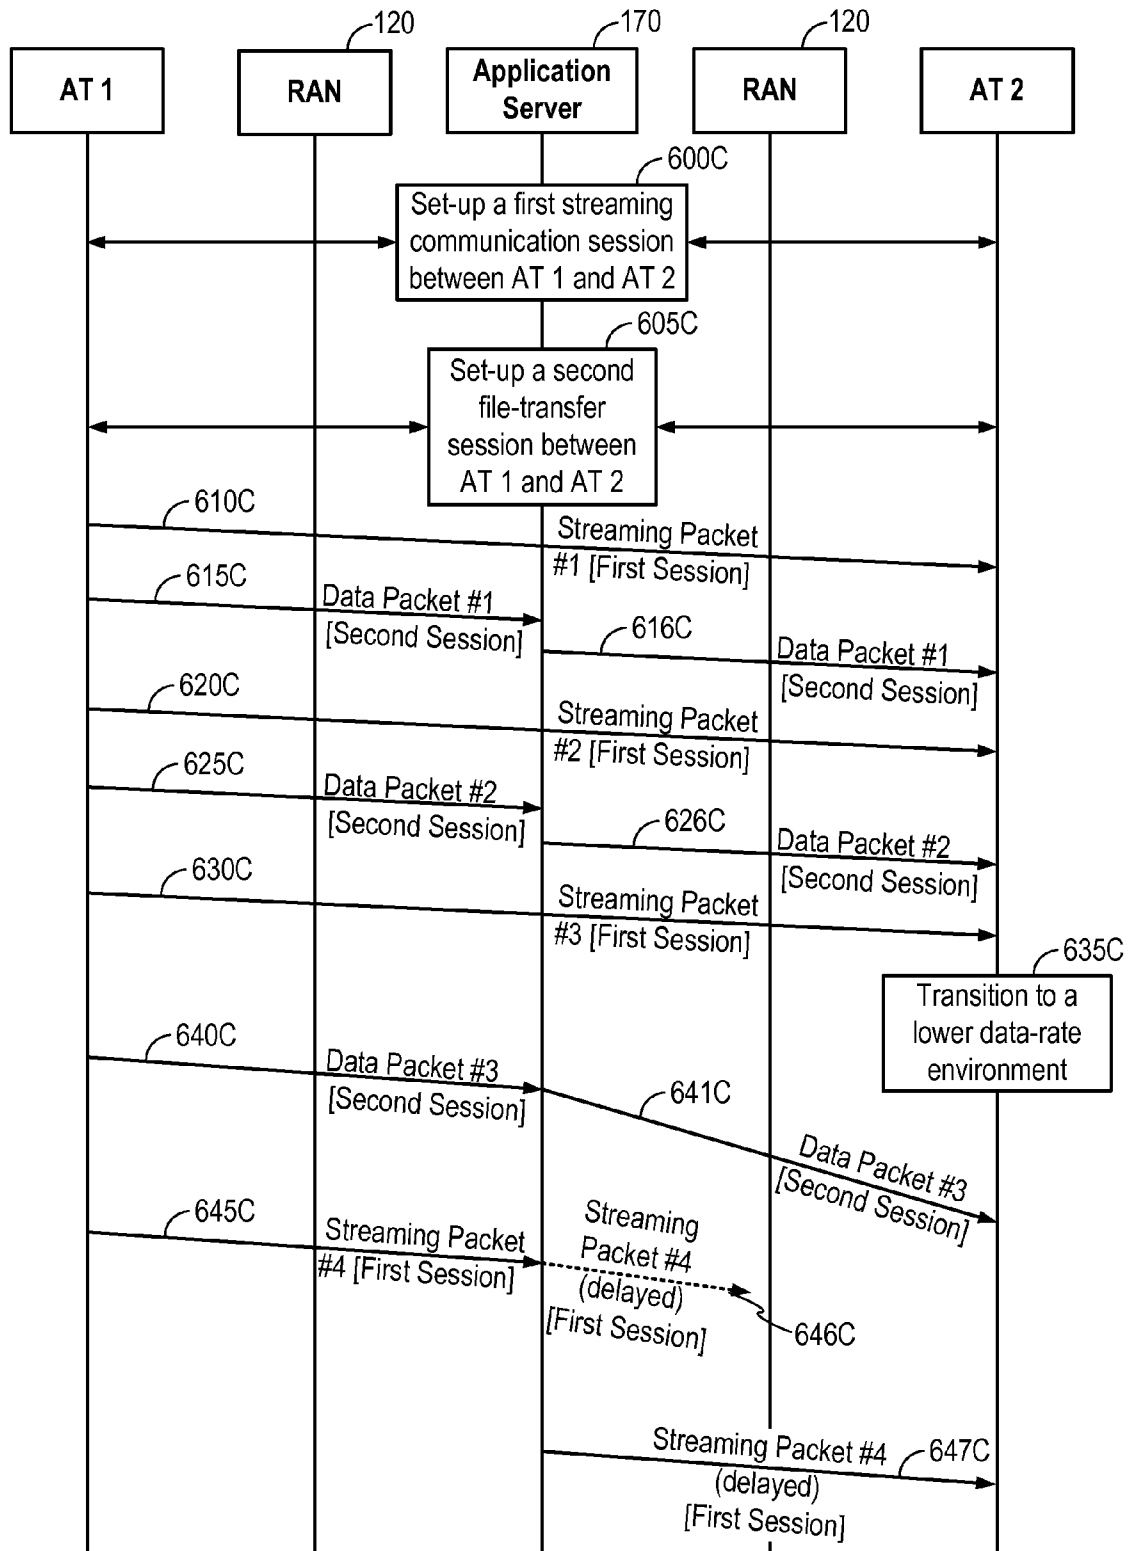 120
170
120
AT 1
RAN
Application
Server
RAN
AT 2
600C
Set-up a first streaming
communication session
between AT 1 and AT 2
605C
Set-up a second
file-transfer
session between
AT 1 and AT 2
610C
Streaming Packet
#1 [First Session]
615C
Data Packet #1
[Second Session]
616C
Data Packet #1
[Second Session]
620C
Streaming Packet
#2 [First Session]
625C
Data Packet #2
[Second Session]
626C
Data Packet #2
[Second Session]
630C
Streaming Packet
#3 [First Session]
635C
Transition to a
lower data-rate
environment
640C
Data Packet #3
[Second Session]
641C
Data Packet #3
[Second Session]
645C
Streaming Packet
#4 [First Session]
Streaming
Packet #4
(delayed)
[First Session]
646C
Streaming Packet #4
(delayed)
[First Session]
647C